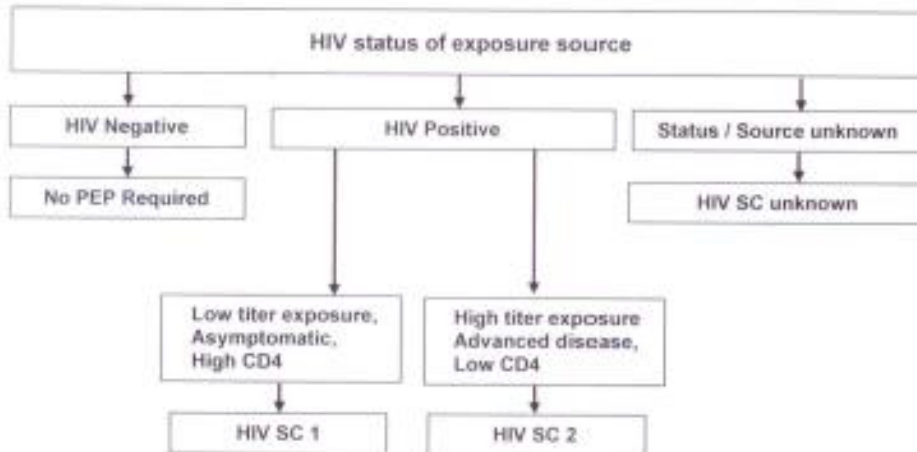 HIV status of exposure source
HIV Negative
HIV Positive
Status / Source unknown
No PEP Required
HIV SC unknown
Low titer exposure,
Asymptomatic,
High CD4
High titer exposure
Advanced disease,
Low CD4
HIV SC 1
HIV SC 2